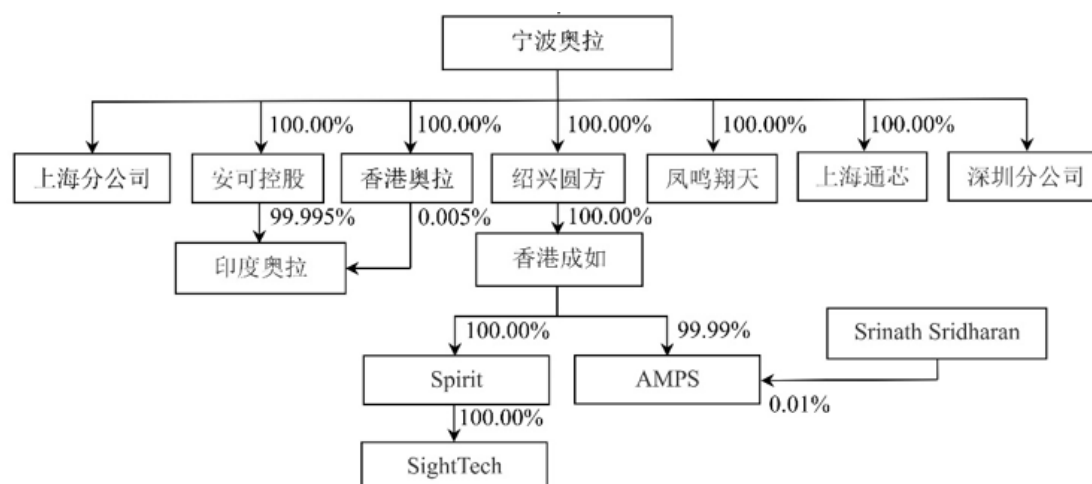 宁波奥拉
100.00%
100.00%
100.00%
100.00%
100.00%
上海分公司
安可控股
香港奥拉
绍兴圆方
凤鸣翔天
上海通芯
深圳分公司
99.995%
0.005%
100.00%
印度奥拉
香港成如
100.00%
99.99%
Srinath Sridharan
Spirit
AMPS
0.01%
100.00%
SightTech